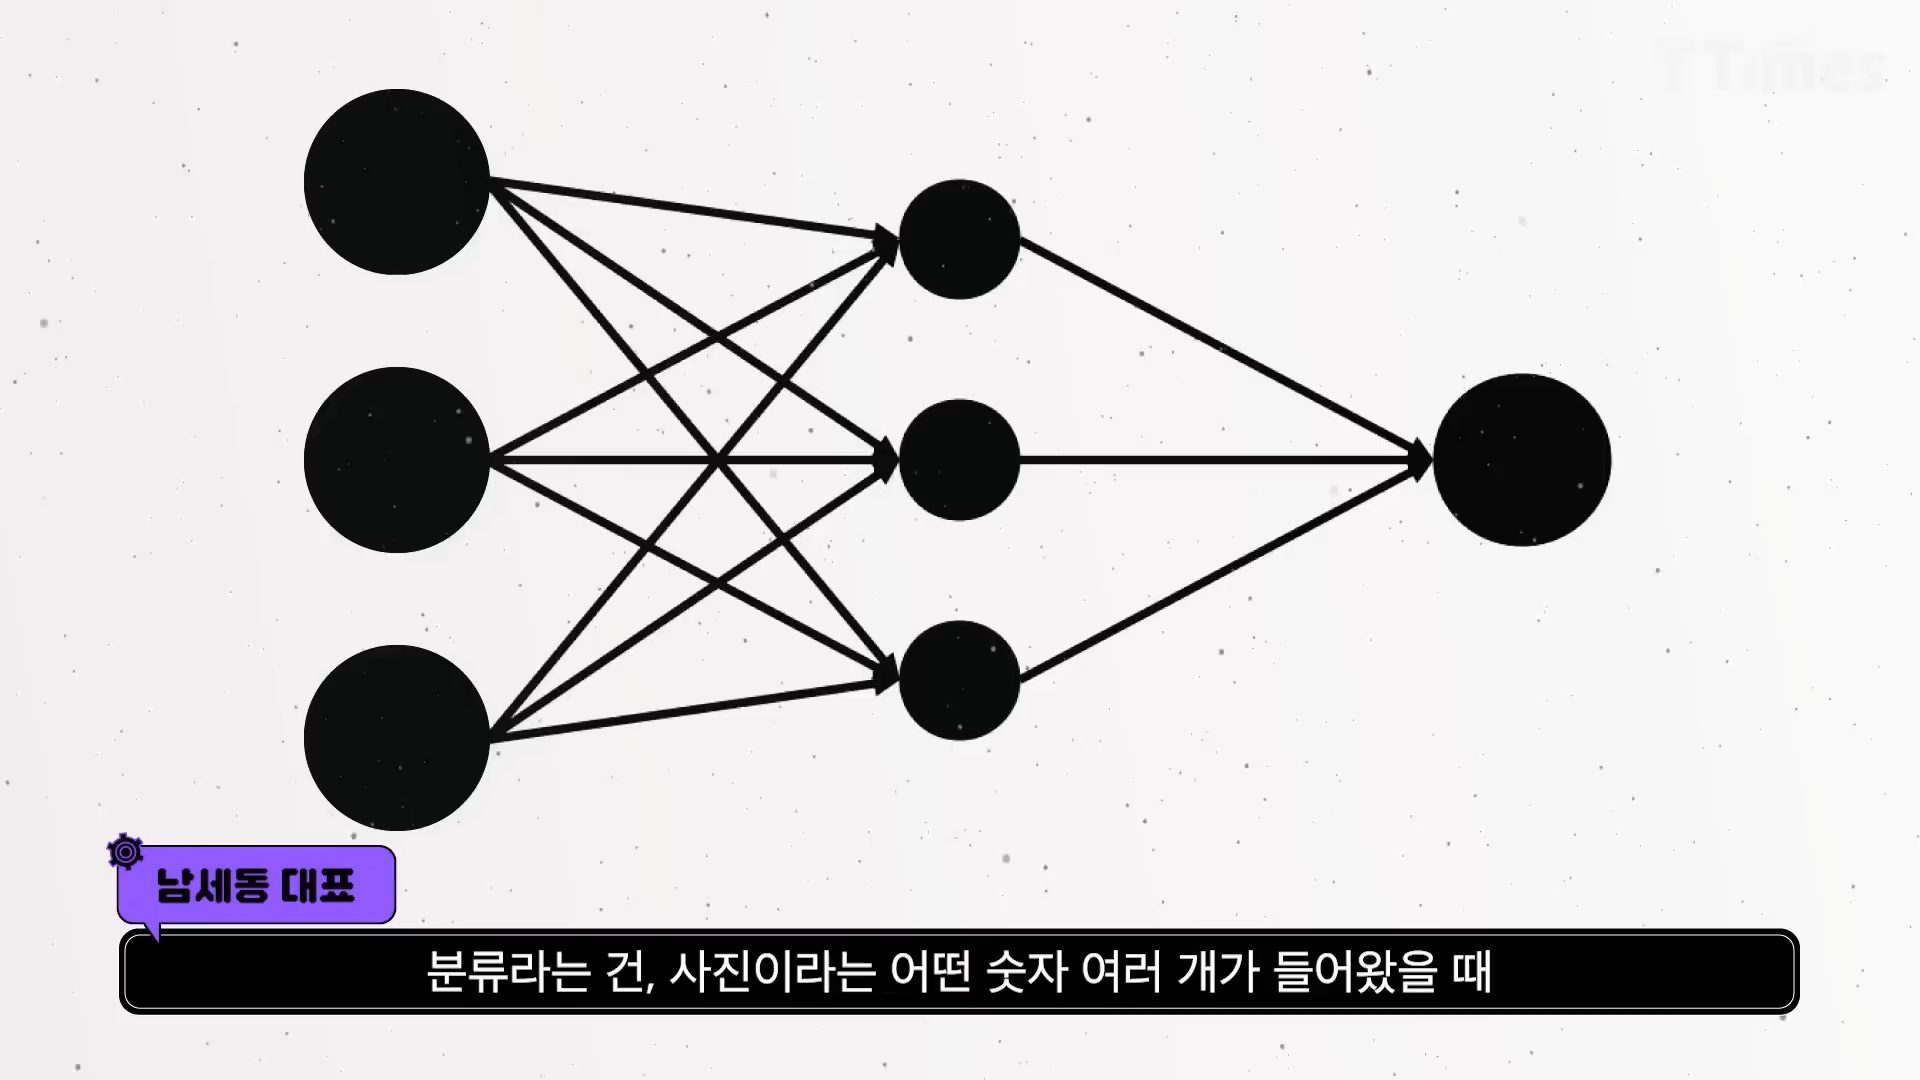 TTimes
남세동 대표
분류라는 건, 사진이라는 어떤 숫자 여러 개가 들어왔을 때